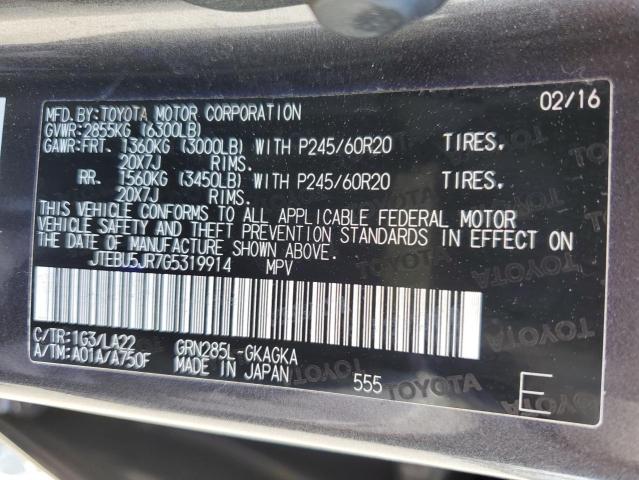 MFD.BY:TOYOTA MOTOR CORPORATION 02/16
GVWR:2855KG (6300LB)
GAWR:FRT. 1360KG (3000LB) WITH P245/60R20 TIRES,
20X7J RIMS.
RR. 1560KG (3450LB) WITH P245/60R20 TIRES,
20X7J RIMS.
THIS VEHICLE CONFORMS TO ALL APPLICABLE FEDERAL MOTOR
VEHICLE SAFETY AND THEFT PREVENTION STANDARDS IN EFFECT ON
THE DATE OF MANUFACTURE SHOWN ABOVE.
JTEBU5JR7G5319914 MPV
C/TR:1G3/LA22 GRN285L-GKAGKA
A/TM:A01A/A750F MADE IN JAPAN 555 E